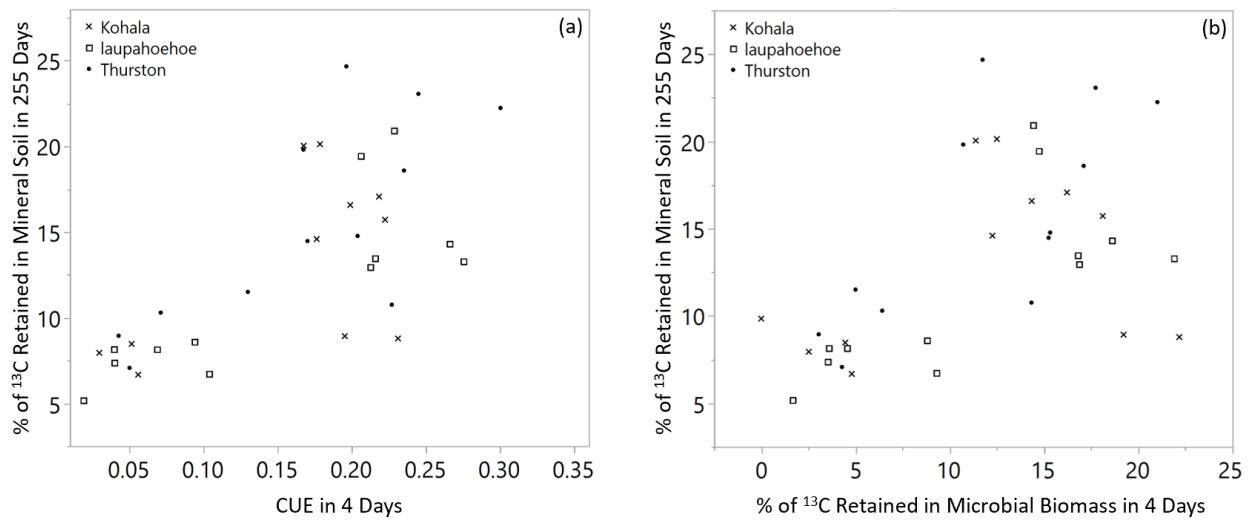 (a)
× Kohala
□ laupahoehoe
• Thurston
% of ¹³C Retained in Mineral Soil in 255 Days
25
20
15
10
5
0.05 0.10 0.15 0.20 0.25 0.30 0.35
CUE in 4 Days
(b)
× Kohala
□ laupahoehoe
• Thurston
% of ¹³C Retained in Mineral Soil in 255 Days
25
20
15
10
5
0 5 10 15 20 25
% of ¹³C Retained in Microbial Biomass in 4 Days